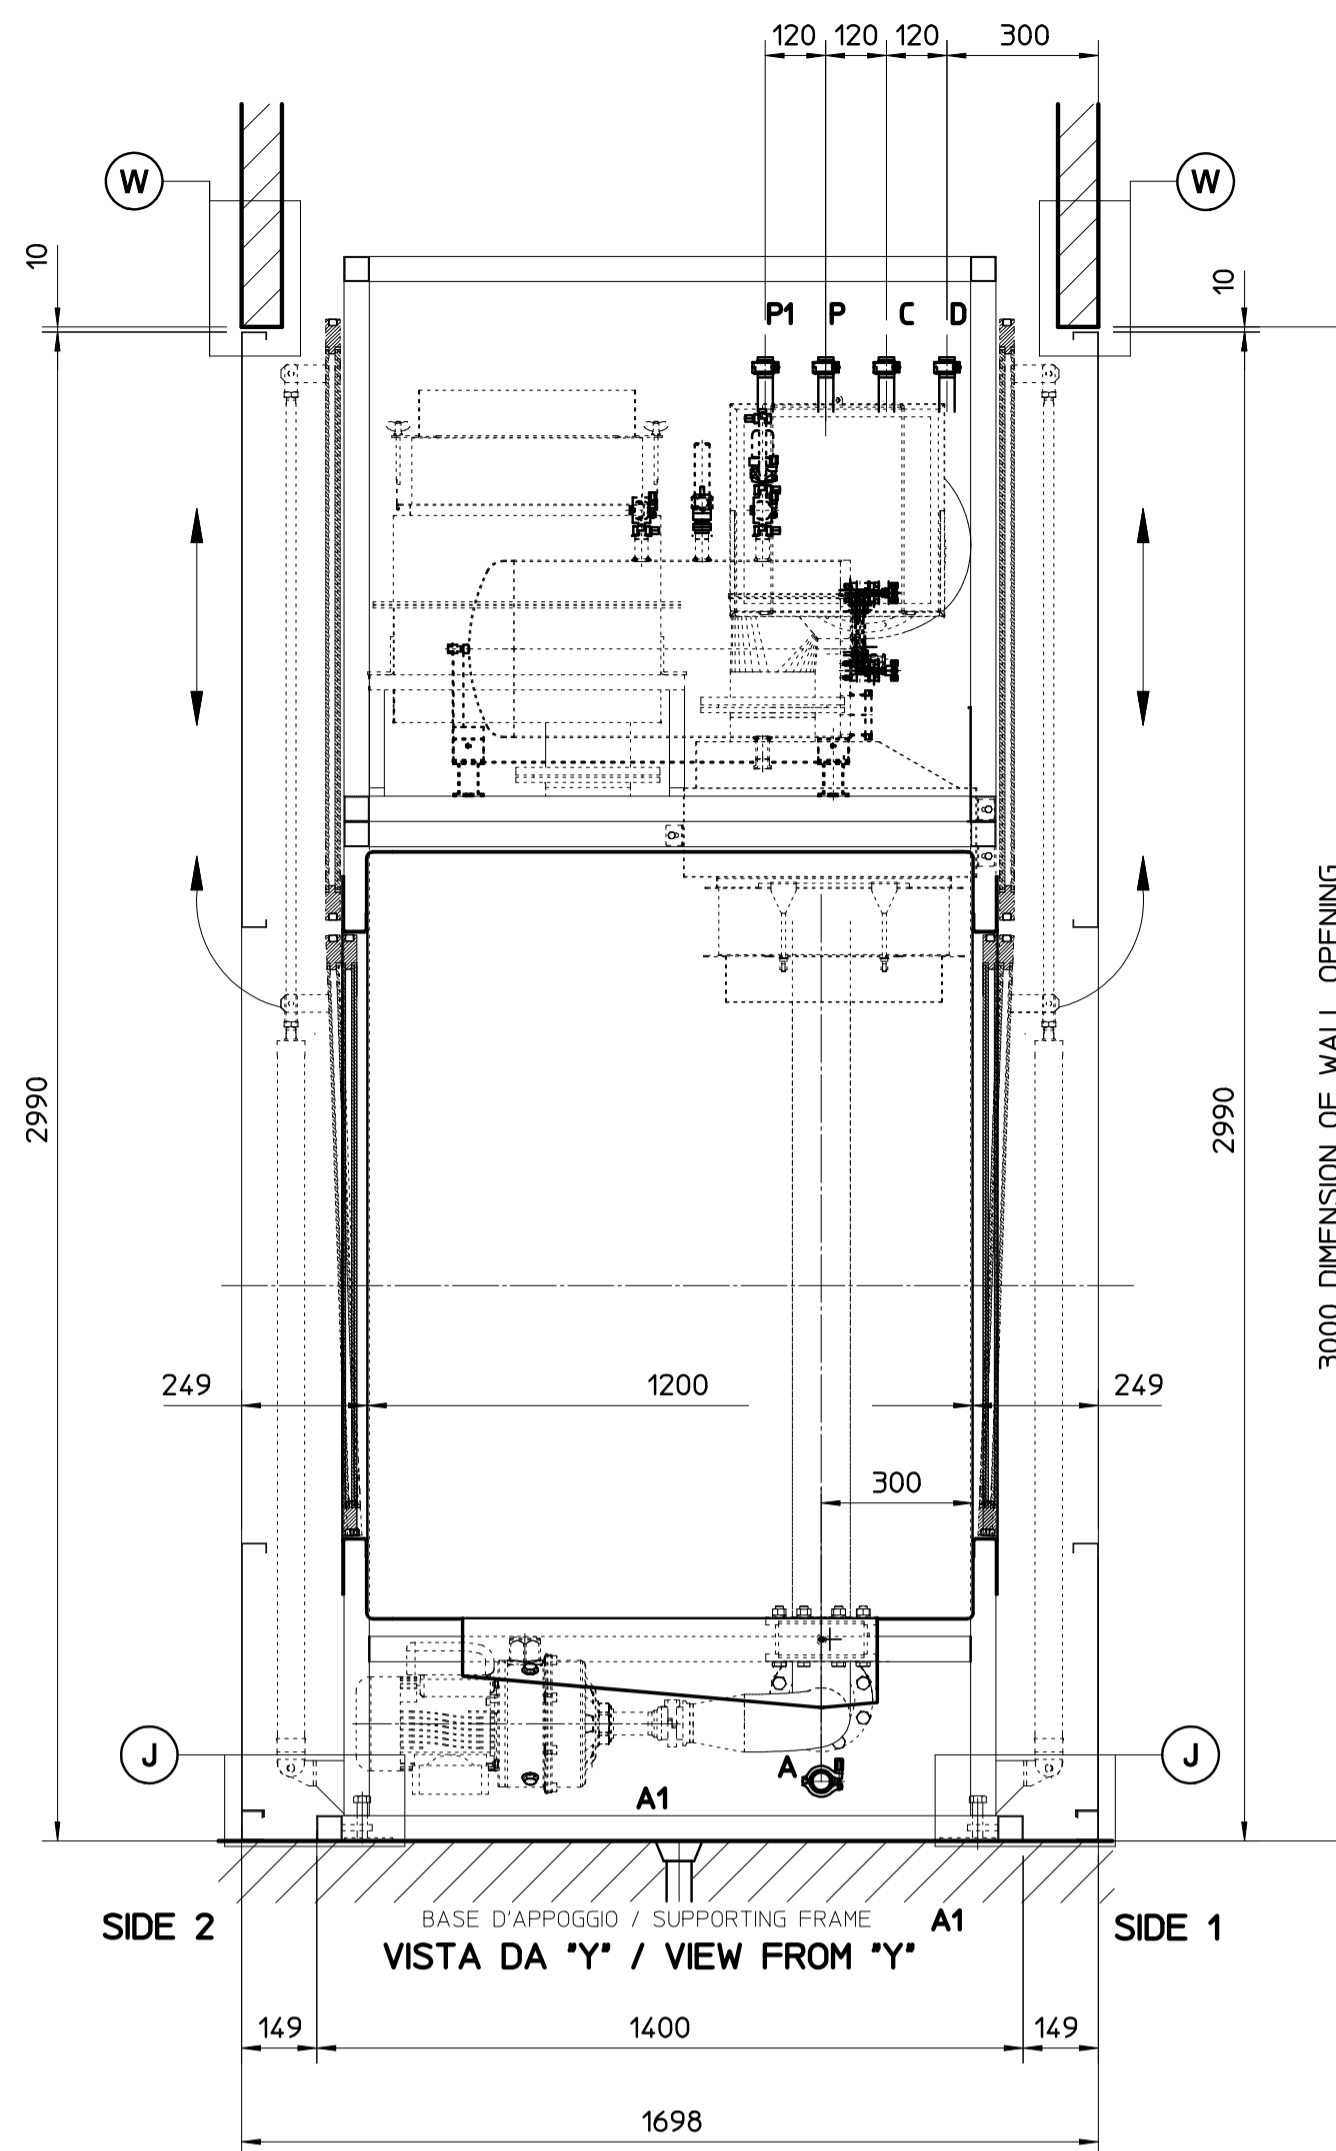 120 120 120 300
W W
10 10
P1 P C D
2990 2990
3000 DIMENSION OF WALL OPENING
249 1200 249
300
J J
A
A1
SIDE 2 BASE D'APPOGGIO / SUPPORTING FRAME A1 SIDE 1
VISTA DA "Y" / VIEW FROM "Y"
149 1400 149
1698